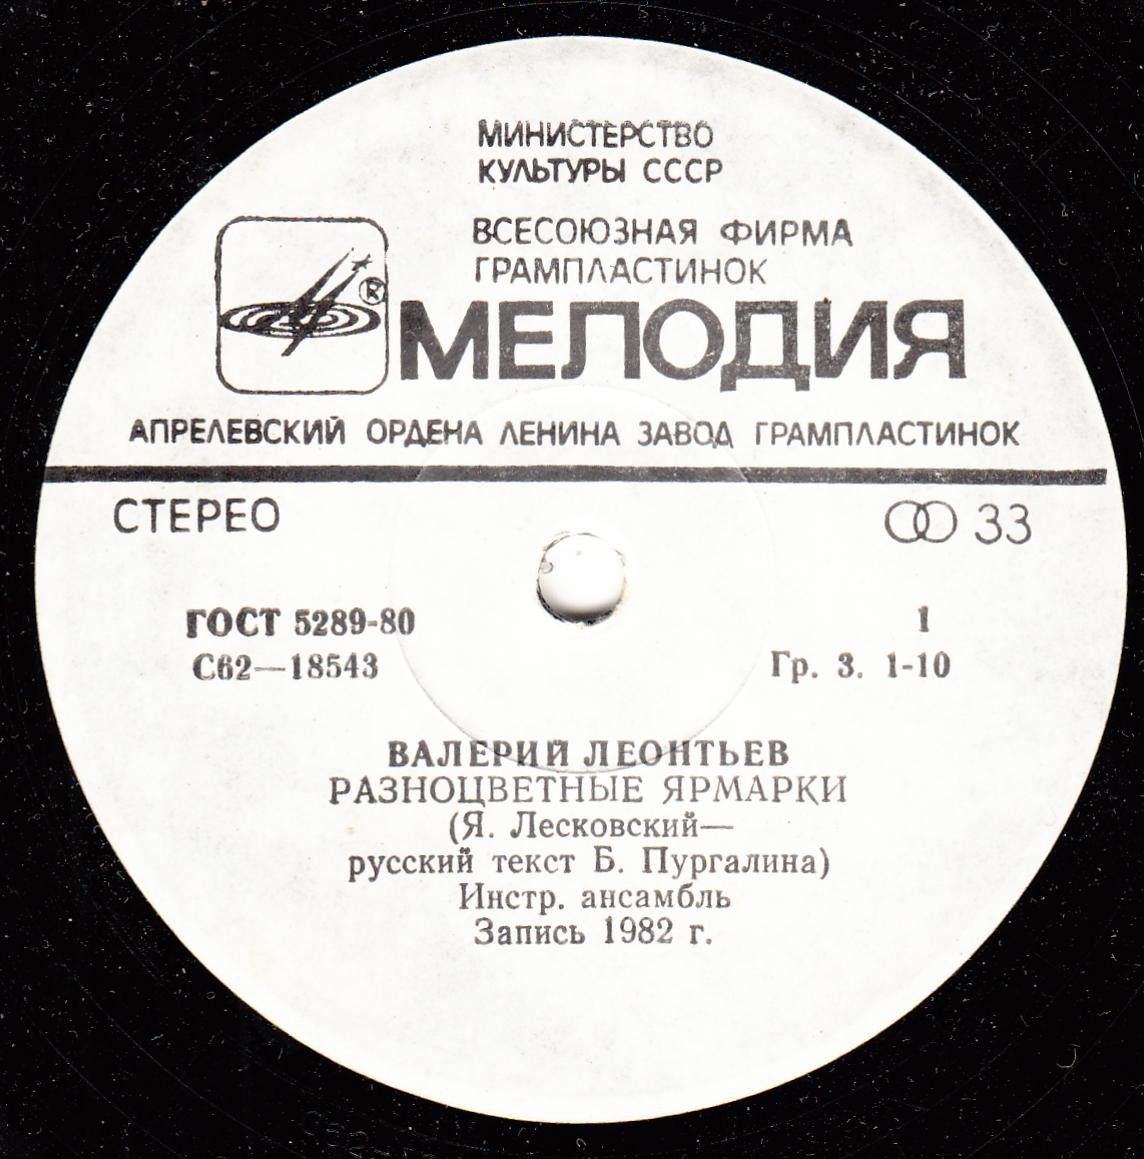 МИНИСТЕРСТВО
КУЛЬТУРЫ СССР
ВСЕСОЮЗНАЯ ФИРМА
ГРАМПЛАСТИНОК
®
МЕЛОДИЯ
АПРЕЛЕВСКИЙ ОРДЕНА ЛЕНИНА ЗАВОД ГРАМПЛАСТИНОК
СТЕРЕО
33
ГОСТ 5289-80
1
С62—18543
Гр. 3. 1-10
ВАЛЕРИЙ ЛЕОНТЬЕВ
РАЗНОЦВЕТНЫЕ ЯРМАРКИ
(Я. Лесковский—
русский текст Б. Пургалина)
Инстр. ансамбль
Запись 1982 г.